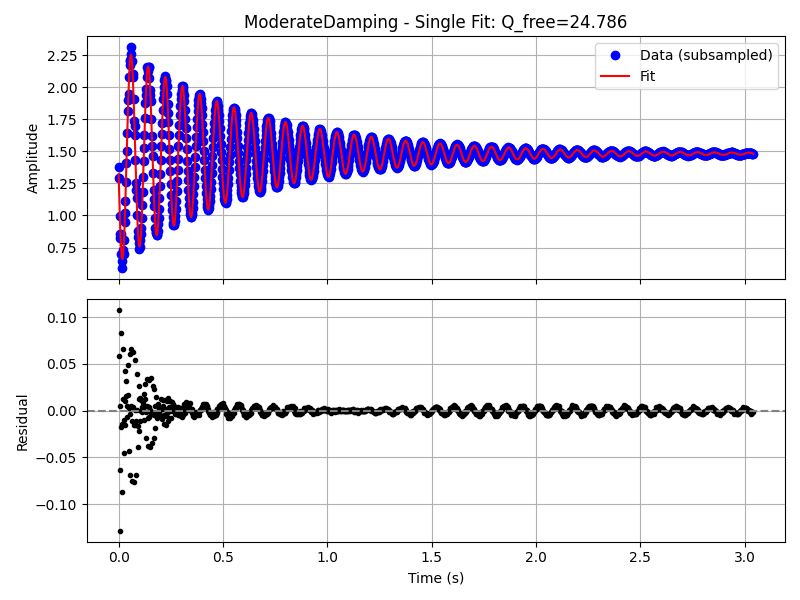 ModerateDamping - Single Fit: Q_free=24.786
Data (subsampled)
Fit
Amplitude
2.25
2.00
1.75
1.50
1.25
1.00
0.75
Residual
0.10
0.05
0.00
−0.05
−0.10
0.0 0.5 1.0 1.5 2.0 2.5 3.0
Time (s)